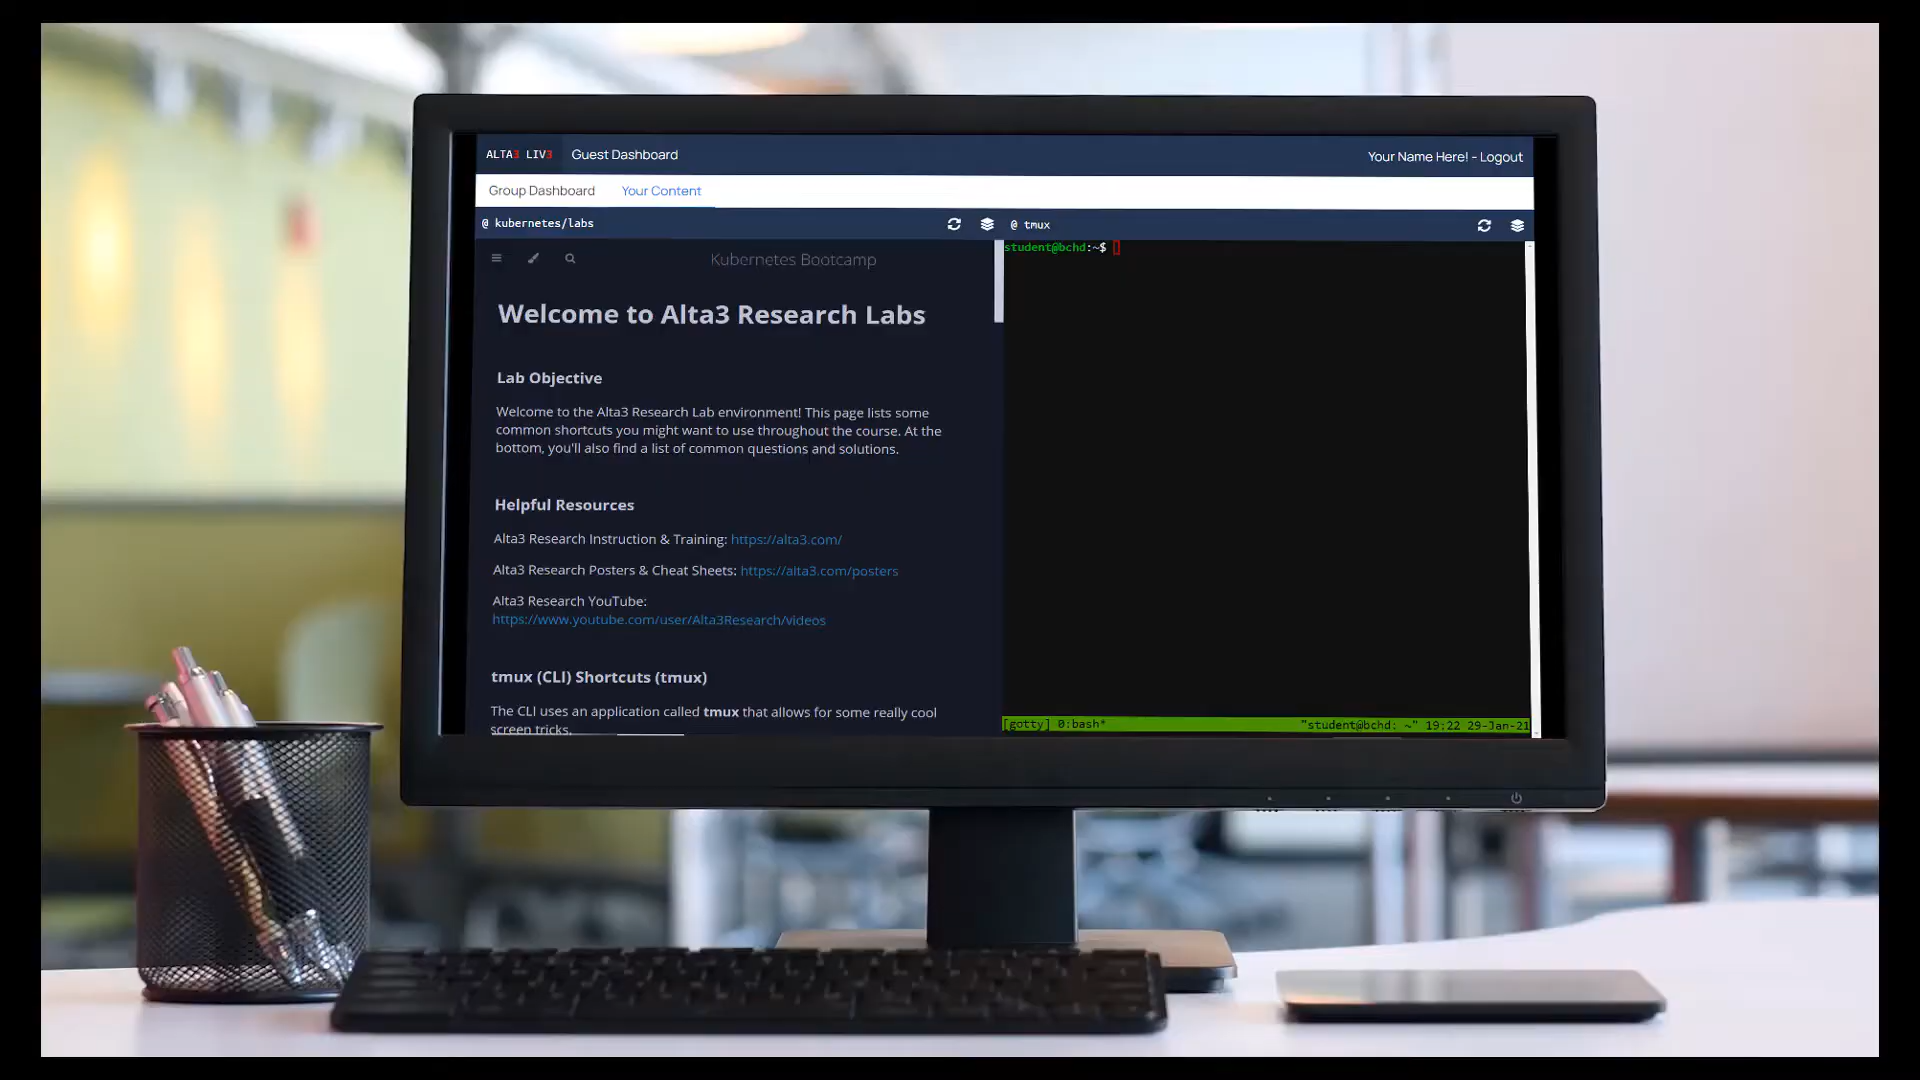 ALTA3 LIV3 Guest Dashboard Your Name Here! - Logout
Group Dashboard Your Content
@ kubernetes/labs
Kubernetes Bootcamp
Welcome to Alta3 Research Labs
Lab Objective
Welcome to the Alta3 Research Lab environment! This page lists some
common shortcuts you might want to use throughout the course. At the
bottom, you'll also find a list of common questions and solutions.
Helpful Resources
Alta3 Research Instruction & Training: https://alta3.com/
Alta3 Research Posters & Cheat Sheets: https://alta3.com/posters
Alta3 Research YouTube:
https://www.youtube.com/user/Alta3Research/videos
tmux (CLI) Shortcuts (tmux)
The CLI uses an application called tmux that allows for some really cool
screen tricks.
@ tmux
student@bchd:~$
[gotty] 0:bash* "student@bchd: ~" 19:22 29-Jan-21